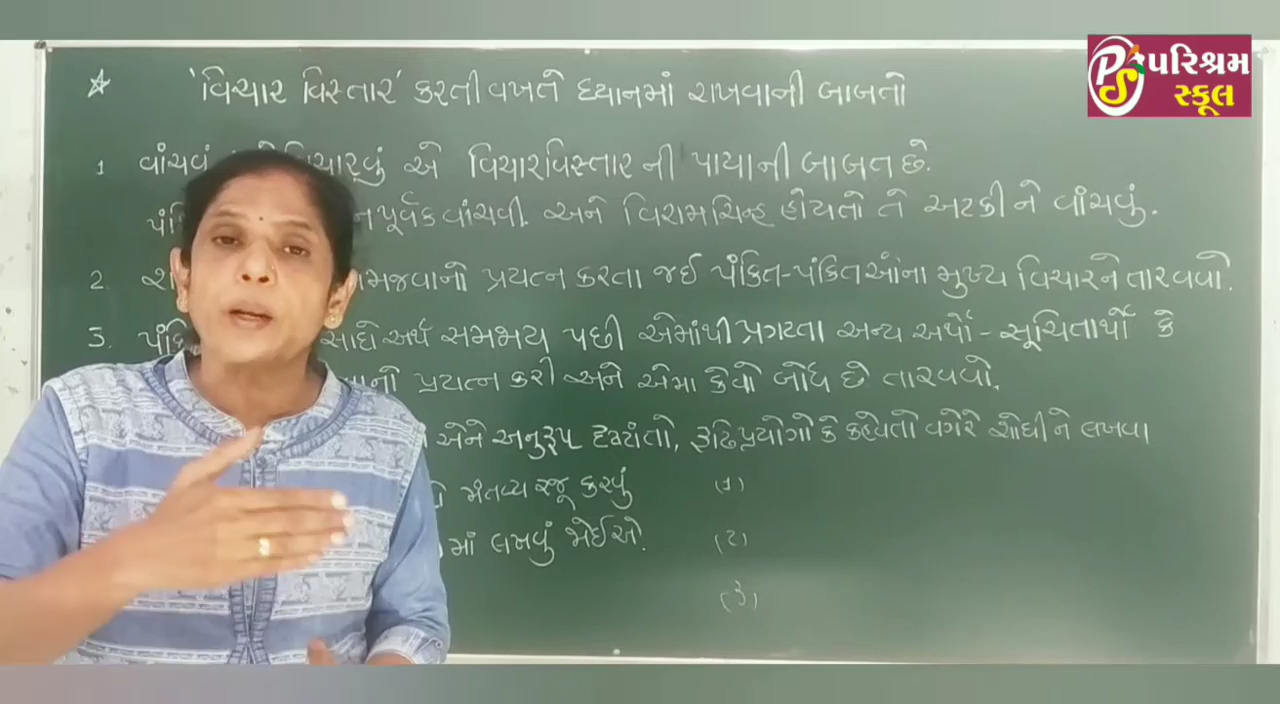 પરિશ્રમ
સ્કૂલ
'વિચાર વિસ્તાર' કરતી વખતે ધ્યાનમાં રાખવાની બાબતો
1 વાંચવું વિચારવું એ વિચારવિસ્તાર ની પાયાની બાબત છે.
પૂર્વક વાંચવી. અને વિરામચિન્હ હોયતો તે અટકીને વાંચવું.
2. પ્રયત્ન કરતા જઈ પંકિત-પંકિતઓના મુખ્ય વિચારને તારવવો.
3. સાદો અર્થ સમજાય પછી એમાંથી પ્રગટતા અન્ય અર્થો - સૂચિતાર્થો કે
પ્રયત્ન કરી અને એમા કેવો બોધ છે તારવવો.
એને અનુરૂપ દ્રષ્ટાંતો, રૂઢિપ્રયોગો કે કહેવતો વગેરે શોધીને લખવા
મંતવ્ય રજૂ કરવું (1)
માં લખવું જોઈએ. (2)
(3)